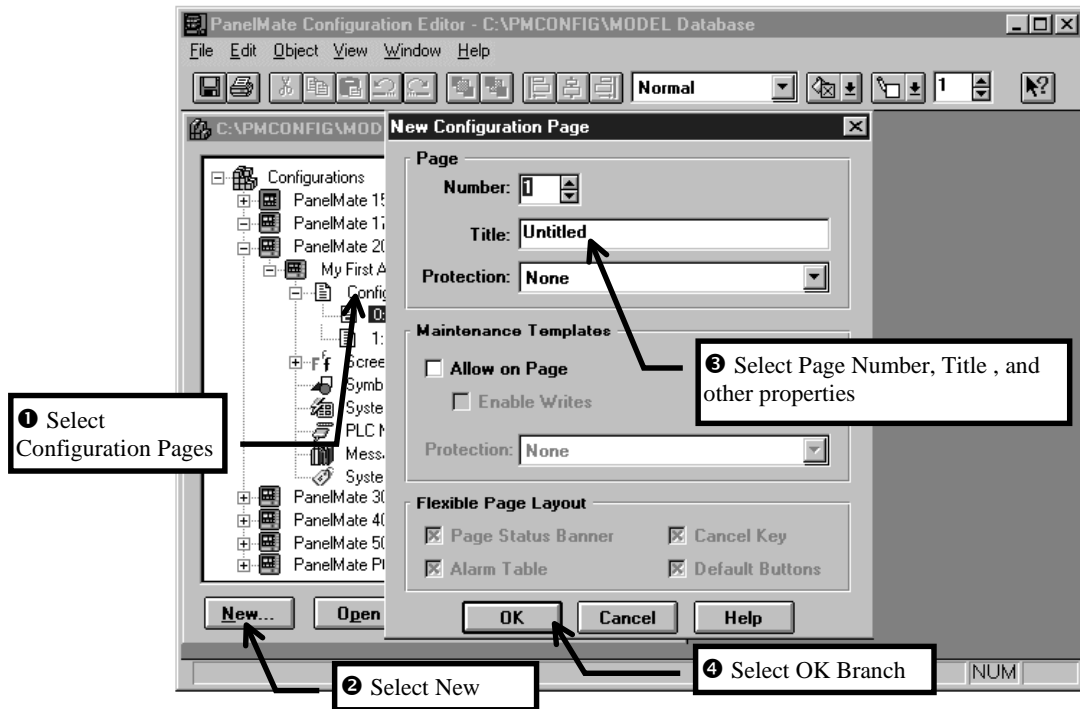 PanelMate Configuration Editor - C:\PMCONFIG\MODEL Database
File Edit Object View Window Help
Normal
1
C:\PMCONFIG\MOD
Configurations
PanelMate 15
PanelMate 17
PanelMate 20
My First A
Config
0:
1:
Screen
Symb
Syste
PLC N
Messa
Syste
PanelMate 30
PanelMate 40
PanelMate 50
PanelMate P
New...
Open
New Configuration Page
Page
Number: 1
Title: Untitled
Protection: None
Maintenance Templates
Allow on Page
Enable Writes
Protection: None
Flexible Page Layout
Page Status Banner
Cancel Key
Alarm Table
Default Buttons
OK
Cancel
Help
NUM
❶ Select
Configuration Pages
❷ Select New
❸ Select Page Number, Title , and
other properties
❹ Select OK Branch